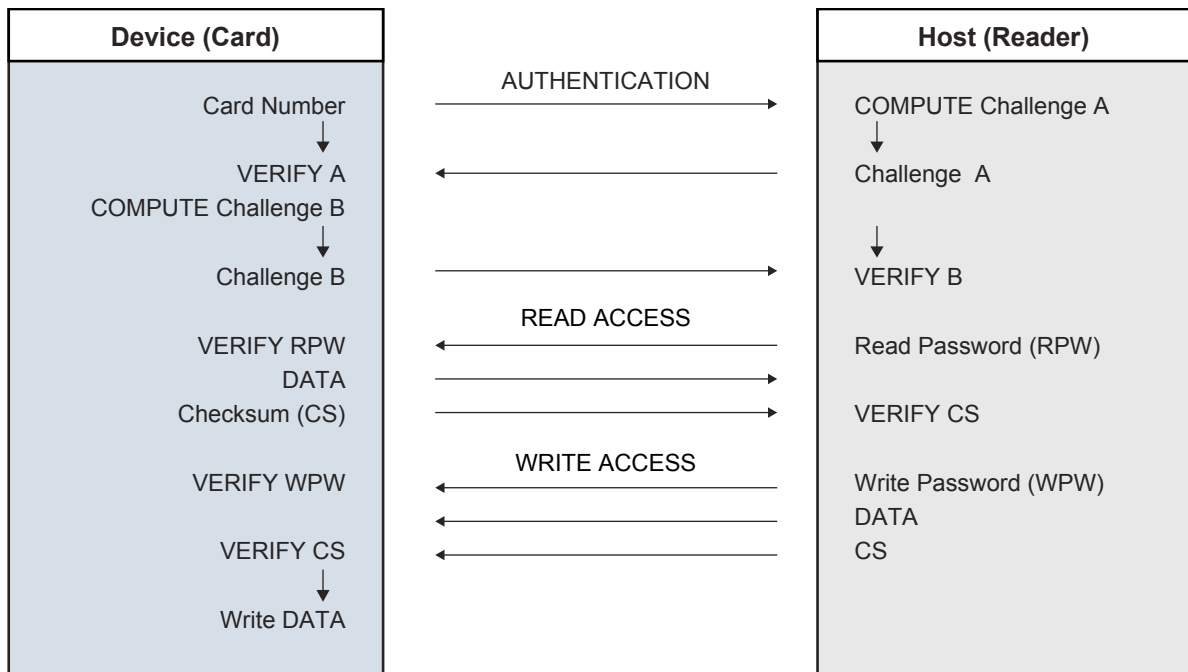 Device (Card)
Host (Reader)
AUTHENTICATION
Card Number
COMPUTE Challenge A
VERIFY A
Challenge A
COMPUTE Challenge B
Challenge B
VERIFY B
READ ACCESS
VERIFY RPW
Read Password (RPW)
DATA
Checksum (CS)
VERIFY CS
WRITE ACCESS
VERIFY WPW
Write Password (WPW)
DATA
VERIFY CS
CS
Write DATA